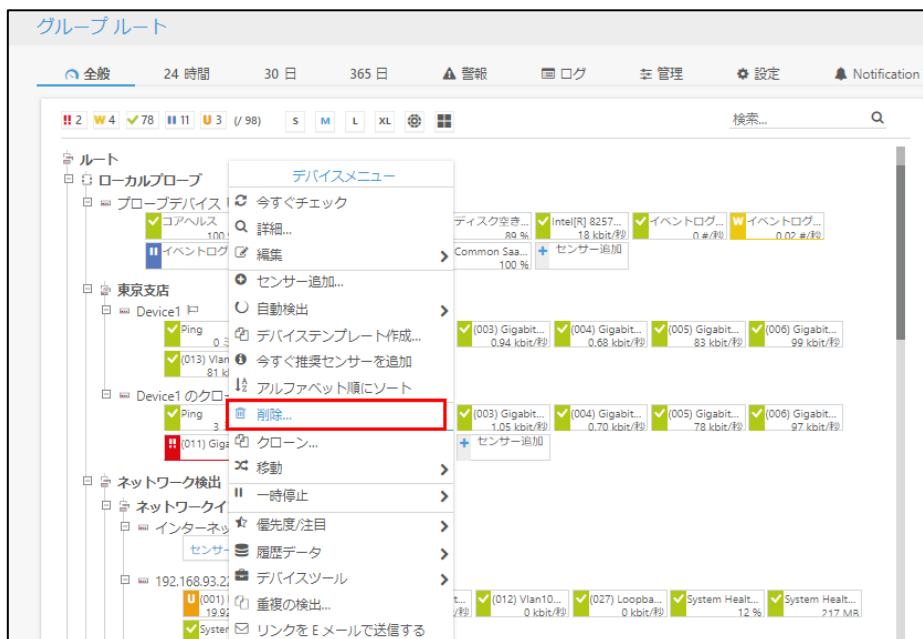 グループ ルート
全般 24 時間 30 日 365 日 警報 ログ 管理 設定 Notification
!! 2 W 4 78 11 U 3 (/ 98) S M L XL 検索...
ルート
ローカルプローブ
プローブデバイス
コアヘルス
100
ディスク空き...
89 %
Intel[R] 8257...
18 kbit/秒
イベントログ...
0 #/秒
W イベントログ...
0.02 #/秒
イベントログ
Common Saa...
100 %
センサー追加
東京支店
Device1
Ping
0
(003) Gigabit...
0.94 kbit/秒
(004) Gigabit...
0.68 kbit/秒
(005) Gigabit...
83 kbit/秒
(006) Gigabit...
99 kbit/秒
(013) Vlan
81 k
Device1 のクロー
Ping
3
(003) Gigabit...
1.05 kbit/秒
(004) Gigabit...
0.70 kbit/秒
(005) Gigabit...
78 kbit/秒
(006) Gigabit...
97 kbit/秒
!! (011) Giga
センサー追加
ネットワーク検出
ネットワークイ
インターネッ
センサー
192.168.93.22
U (001)
19.92
t...
/秒
(012) Vlan10...
0 kbit/秒
(027) Loopba...
0 kbit/秒
System Healt...
12 %
System Healt...
217 MB
System
デバイスメニュー
今すぐチェック
詳細...
編集
センサー追加...
自動検出
デバイステンプレート作成...
今すぐ推奨センサーを追加
アルファベット順にソート
削除...
クローン...
移動
一時停止
優先度/注目
履歴データ
デバイスツール
重複の検出...
リンクを E メールで送信する